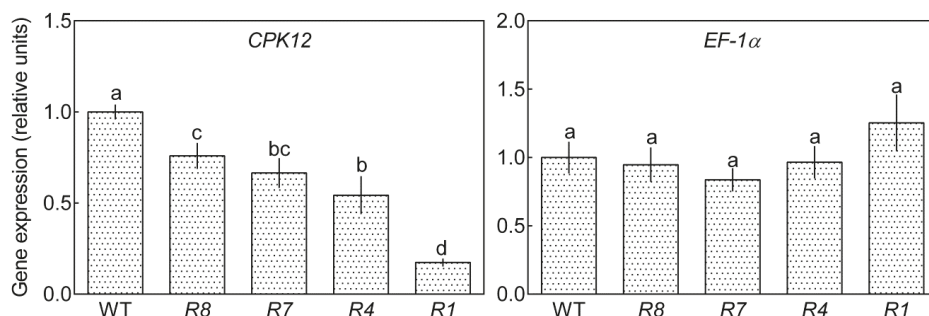 Gene expression (relative units)
CPK12
1.5
1.0
0.5
0.0
a
c
bc
b
d
WT R8 R7 R4 R1
EF-1α
2.0
1.5
1.0
0.5
0.0
a
a
a
a
a
WT R8 R7 R4 R1